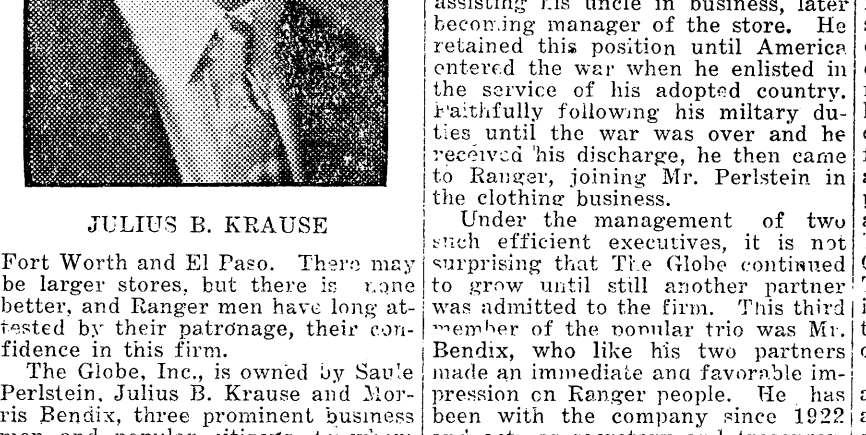 JULIUS B. KRAUSE
Fort Worth and El Paso. There may
be larger stores, but there is none
better, and Ranger men have long at-
tested by their patronage, their con-
fidence in this firm.
The Globe, Inc., is owned by Saule
Perlstein, Julius B. Krause and Mor-
ris Bendix, three prominent business
men and popular citizens
assisting his uncle in business, later
becoming manager of the store. He
retained this position until America
entered the war when he enlisted in
the service of his adopted country.
Faithfully following his miltary du-
ties until the war was over and he
received his discharge, he then came
to Ranger, joining Mr. Perlstein in
the clothing business.
Under the management of two
such efficient executives, it is not
surprising that The Globe continued
to grow until still another partner
was admitted to the firm. This third
member of the popular trio was Mr.
Bendix, who like his two partners
made an immediate and favorable im-
pression on Ranger people. He has
been with the company since 1922